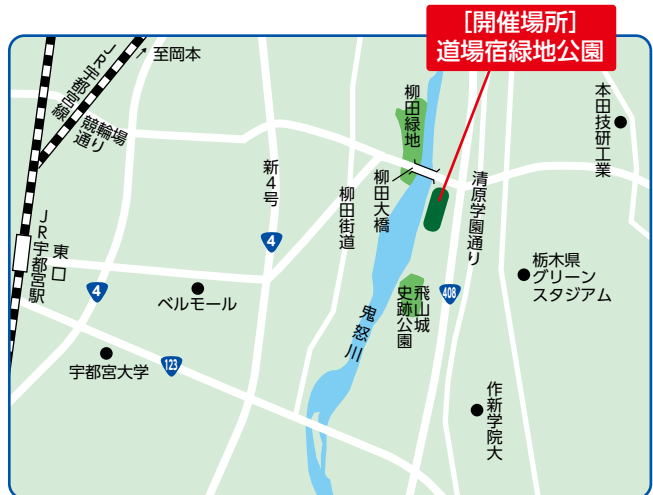 [開催場所]
道場宿緑地公園
至岡本
JR宇都宮線
競輪場
通り
新4号
柳田緑地
柳田大橋
柳田街道
清原学園通り
本田技研工業
JR宇都宮駅
東口
4
4
ベルモール
宇都宮大学
123
鬼怒川
飛山城
史跡公園
408
栃木県
グリーン
スタジアム
作新学院大